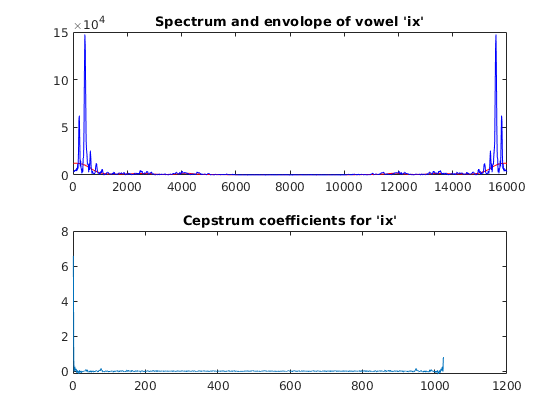 Spectrum and envolope of vowel 'ix'
×10⁴
15
10
5
0
0 2000 4000 6000 8000 10000 12000 14000 16000
Cepstrum coefficients for 'ix'
8
6
4
2
0
0 200 400 600 800 1000 1200